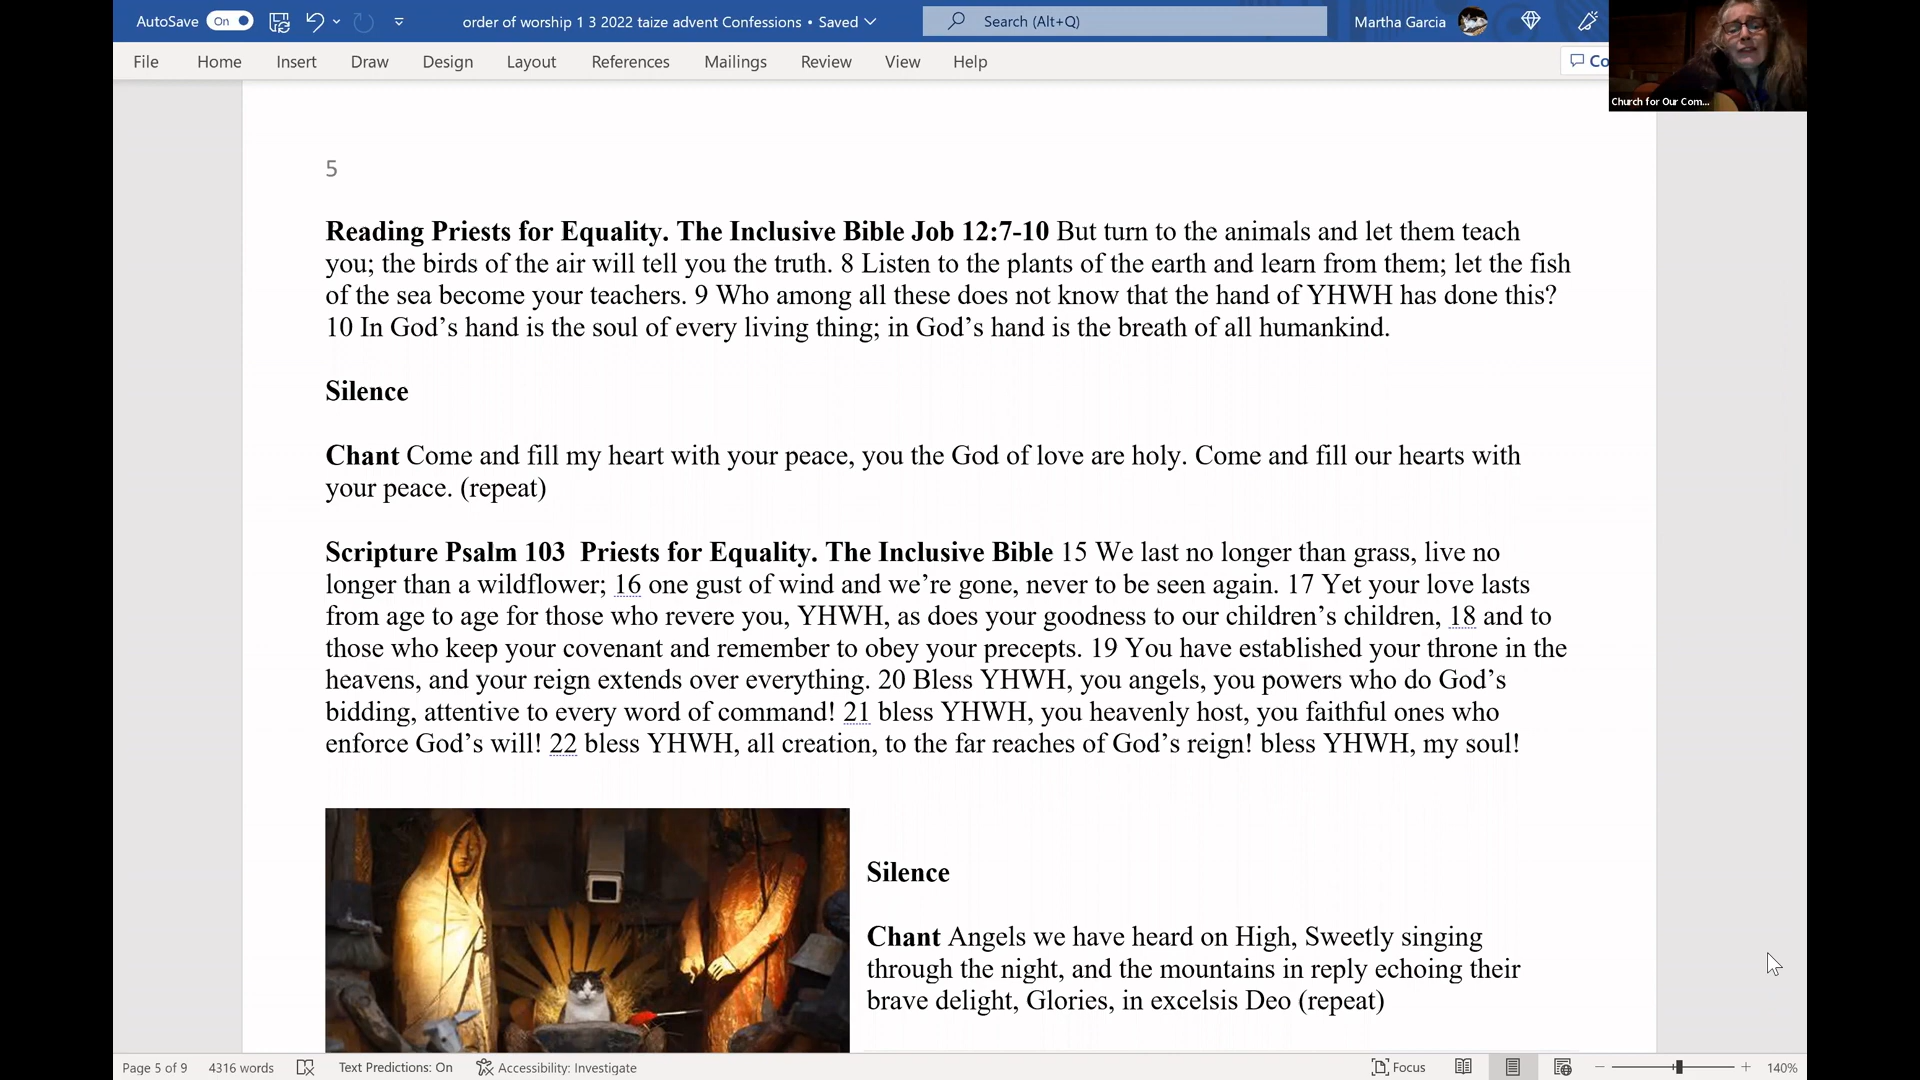 AutoSave On order of worship 1 3 2022 taize advent Confessions • Saved Search (Alt+Q) Martha Garcia
File Home Insert Draw Design Layout References Mailings Review View Help Co
Church for Our Com...
5
Reading Priests for Equality. The Inclusive Bible Job 12:7-10 But turn to the animals and let them teach
you; the birds of the air will tell you the truth. 8 Listen to the plants of the earth and learn from them; let the fish
of the sea become your teachers. 9 Who among all these does not know that the hand of YHWH has done this?
10 In God’s hand is the soul of every living thing; in God’s hand is the breath of all humankind.
Silence
Chant Come and fill my heart with your peace, you the God of love are holy. Come and fill our hearts with
your peace. (repeat)
Scripture Psalm 103 Priests for Equality. The Inclusive Bible 15 We last no longer than grass, live no
longer than a wildflower; 16 one gust of wind and we’re gone, never to be seen again. 17 Yet your love lasts
from age to age for those who revere you, YHWH, as does your goodness to our children’s children, 18 and to
those who keep your covenant and remember to obey your precepts. 19 You have established your throne in the
heavens, and your reign extends over everything. 20 Bless YHWH, you angels, you powers who do God’s
bidding, attentive to every word of command! 21 bless YHWH, you heavenly host, you faithful ones who
enforce God’s will! 22 bless YHWH, all creation, to the far reaches of God’s reign! bless YHWH, my soul!
Silence
Chant Angels we have heard on High, Sweetly singing
through the night, and the mountains in reply echoing their
brave delight, Glories, in excelsis Deo (repeat)
Page 5 of 9 4316 words Text Predictions: On Accessibility: Investigate Focus 140%